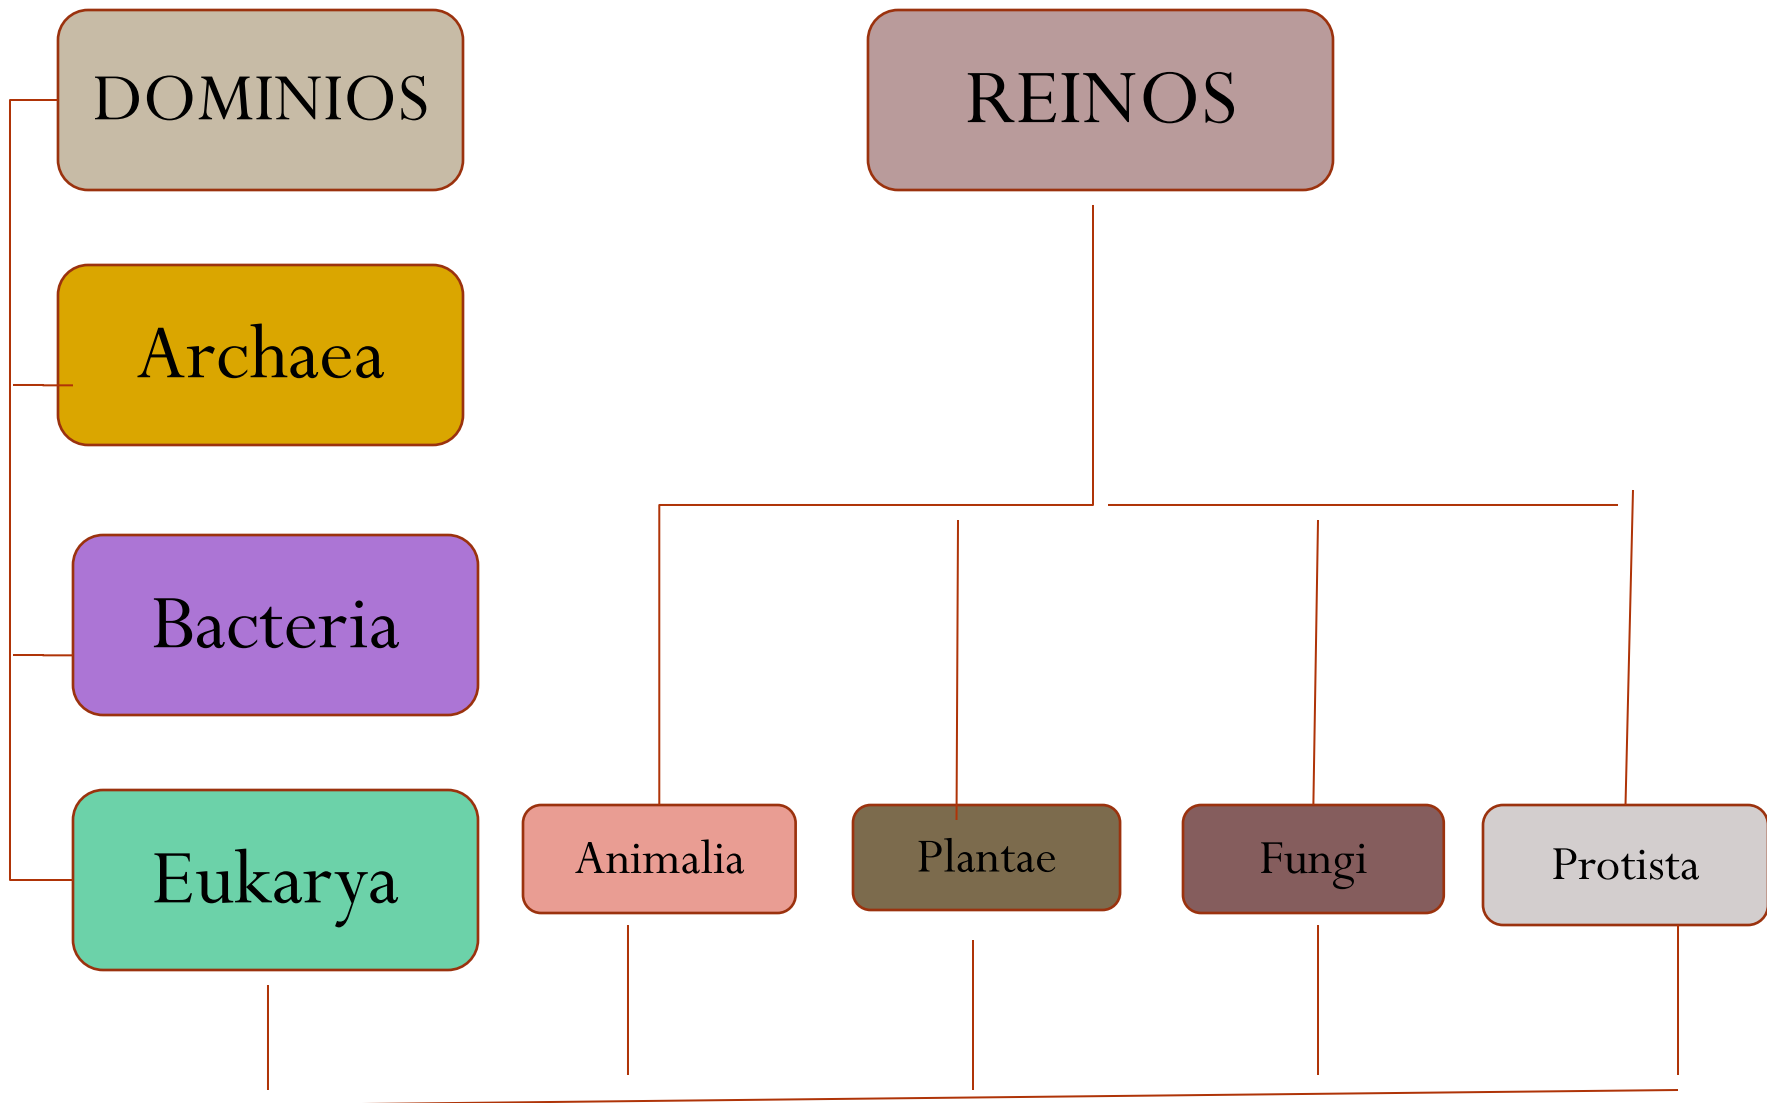 DOMINIOS
REINOS
Archaea
Bacteria
Eukarya
Animalia
Plantae
Fungi
Protista